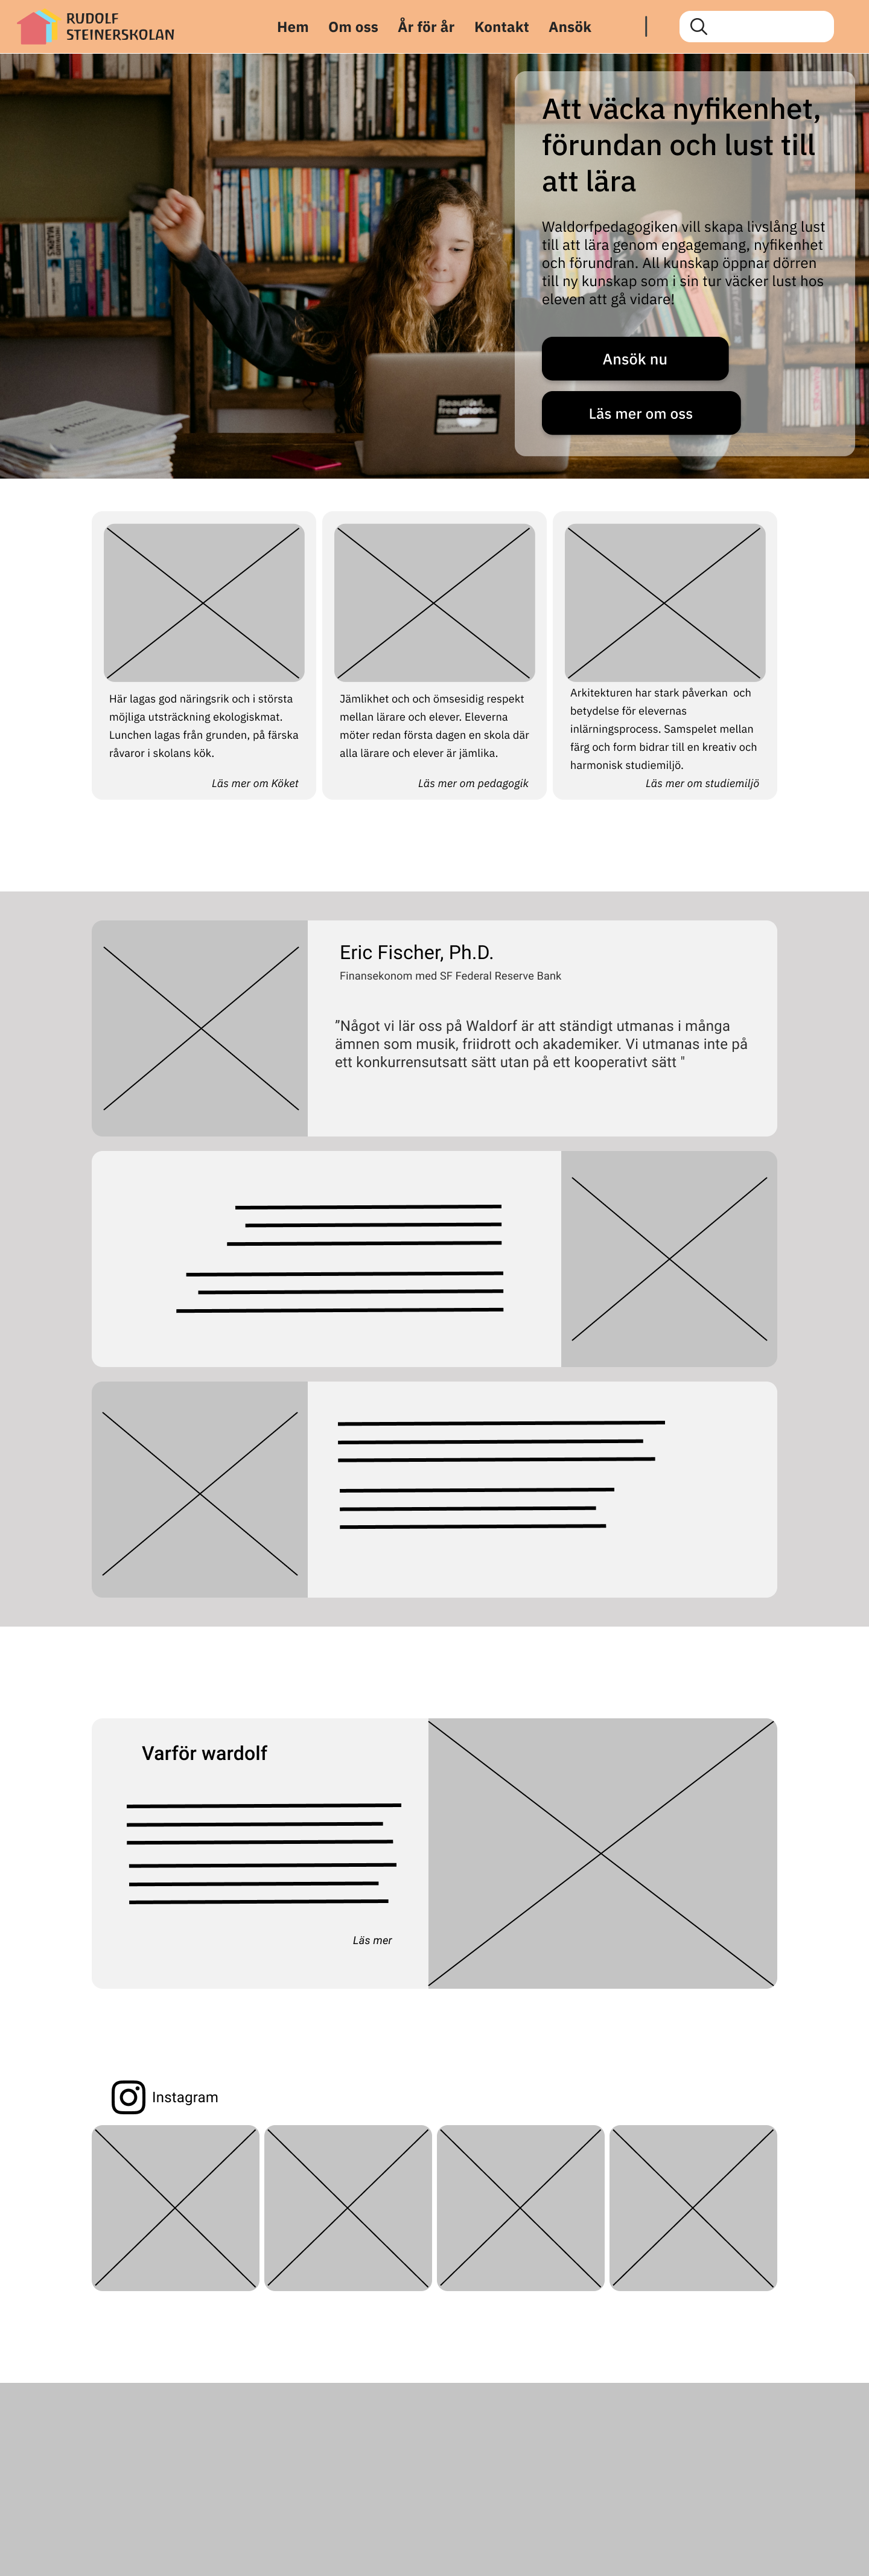 RUDOLF
STEINERSKOLAN
Hem Om oss År för år Kontakt Ansök |
Att väcka nyfikenhet,
förundan och lust till
att lära
Waldorfpedagogiken vill skapa livslång lust
till att lära genom engagemang, nyfikenhet
och förundran. All kunskap öppnar dörren
till ny kunskap som i sin tur väcker lust hos
eleven att gå vidare!
Ansök nu
Läs mer om oss
Beautiful,
free photos.
Här lagas god näringsrik och i största
möjliga utsträckning ekologiskmat.
Lunchen lagas från grunden, på färska
råvaror i skolans kök.
Läs mer om Köket
Jämlikhet och och ömsesidig respekt
mellan lärare och elever. Eleverna
möter redan första dagen en skola där
alla lärare och elever är jämlika.
Läs mer om pedagogik
Arkitekturen har stark påverkan och
betydelse för elevernas
inlärningsprocess. Samspelet mellan
färg och form bidrar till en kreativ och
harmonisk studiemiljö.
Läs mer om studiemiljö
Eric Fischer, Ph.D.
Finansekonom med SF Federal Reserve Bank
”Något vi lär oss på Waldorf är att ständigt utmanas i många
ämnen som musik, friidrott och akademiker. Vi utmanas inte på
ett konkurrensutsatt sätt utan på ett kooperativt sätt "
Varför wardolf
Läs mer
Instagram